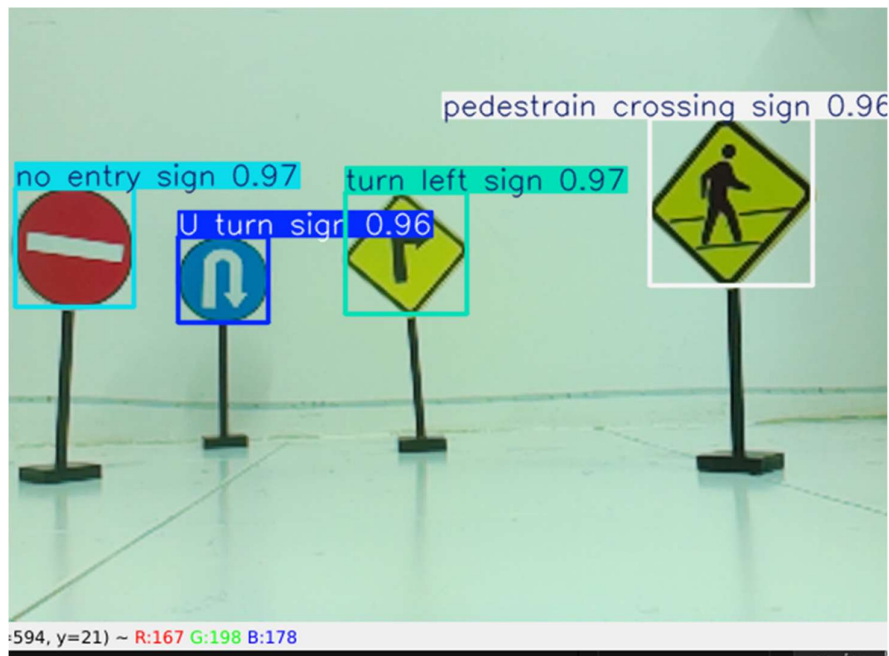 pedestrain crossing sign 0.96
no entry sign 0.97
turn left sign 0.97
U turn sign 0.96
=594, y=21) ~ R:167 G:198 B:178